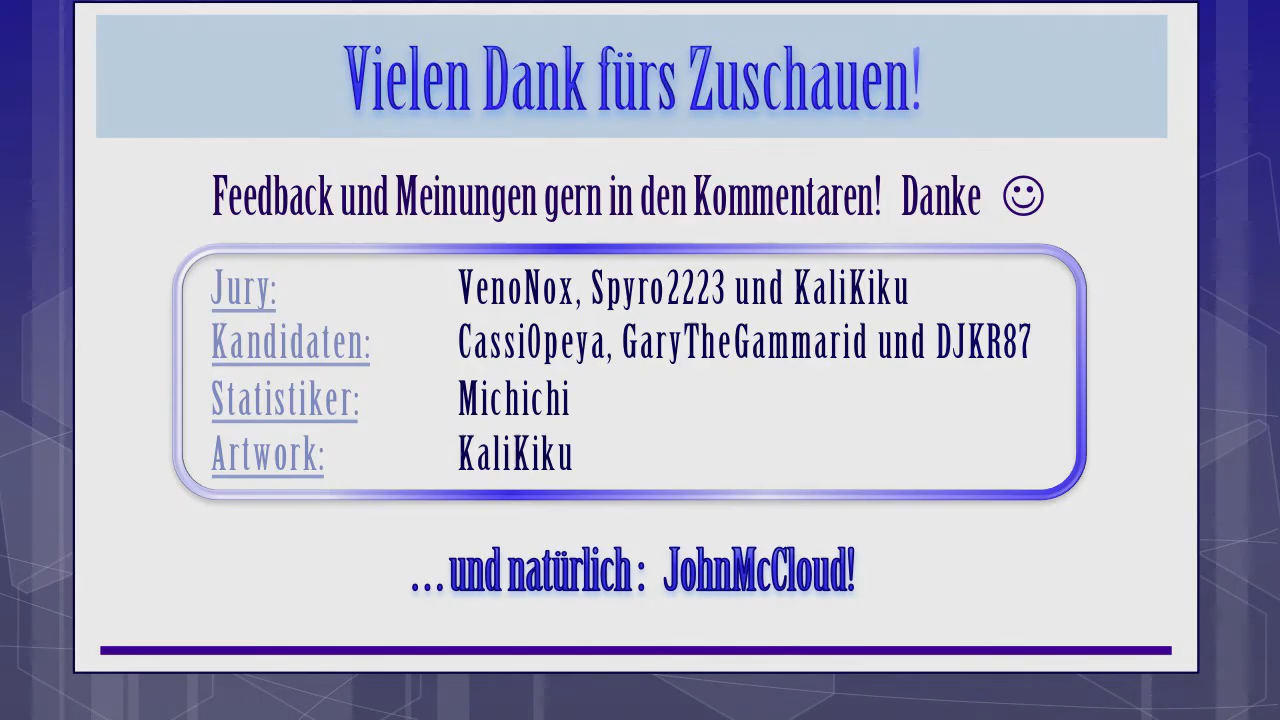 Vielen Dank fürs Zuschauen!
Feedback und Meinungen gern in den Kommentaren! Danke ☺
Jury: VenoNox, Spyro2223 und KaliKiku
Kandidaten: CassiOpeya, GaryTheGammarid und DJKR87
Statistiker: Michichi
Artwork: KaliKiku
...und natürlich: JohnMcCloud!